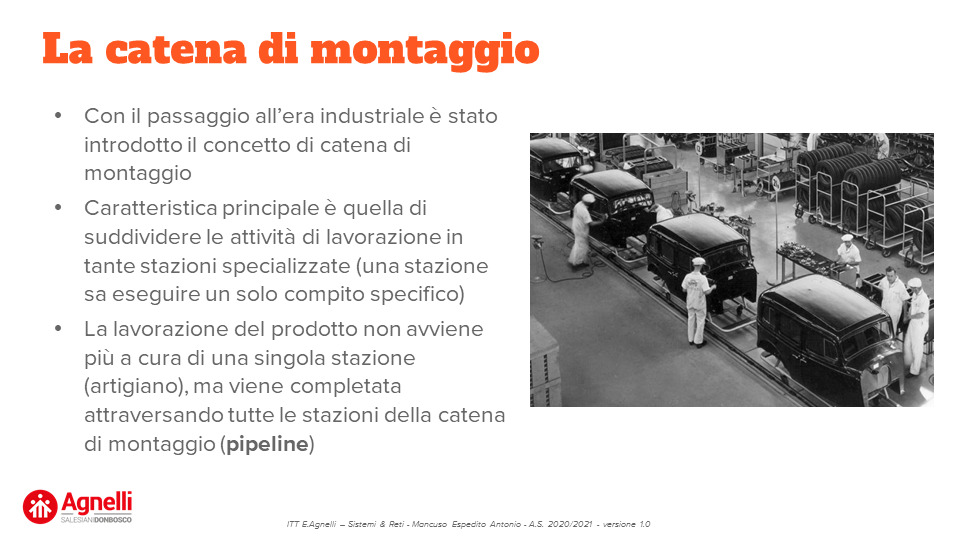 La catena di montaggio
• Con il passaggio all’era industriale è stato
introdotto il concetto di catena di
montaggio
• Caratteristica principale è quella di
suddividere le attività di lavorazione in
tante stazioni specializzate (una stazione
sa eseguire un solo compito specifico)
• La lavorazione del prodotto non avviene
più a cura di una singola stazione
(artigiano), ma viene completata
attraversando tutte le stazioni della catena
di montaggio (pipeline)
Agnelli
SALESIANIDONBOSCO
ITT E.Agnelli – Sistemi & Reti - Mancuso Espedito Antonio - A.S. 2020/2021 - versione 1.0